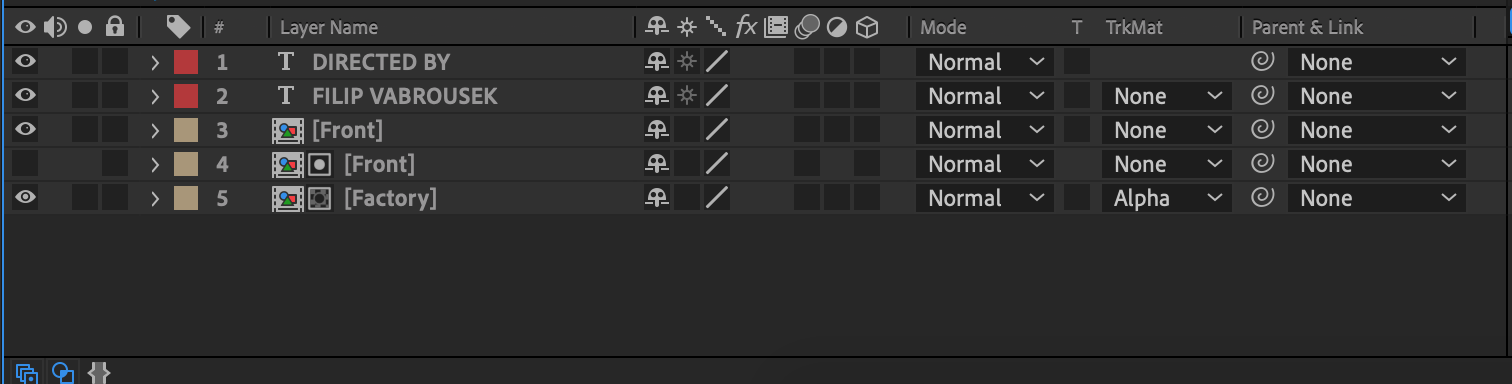 # Layer Name fx Mode T TrkMat Parent & Link
1 T DIRECTED BY Normal None
2 T FILIP VABROUSEK Normal None None
3 [Front] Normal None None
4 [Front] Normal None None
5 [Factory] Normal Alpha None